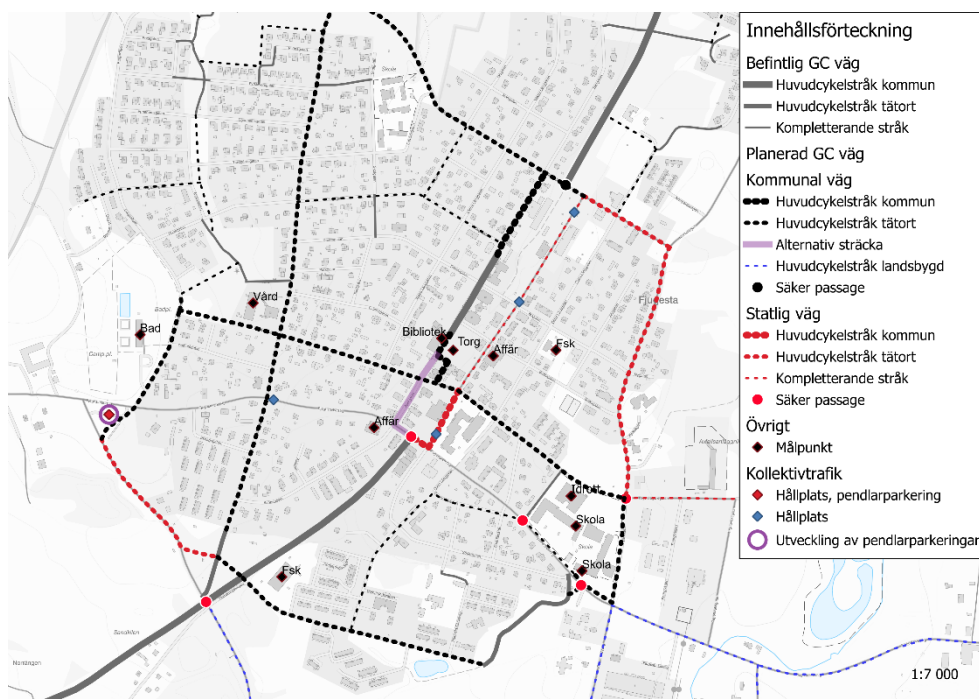 Innehållsförteckning
Befintlig GC väg
Huvudcykelstråk kommun
Huvudcykelstråk tätort
Kompletterande stråk
Planerad GC väg
Kommunal väg
Huvudcykelstråk kommun
Huvudcykelstråk tätort
Alternativ sträcka
Huvudcykelstråk landsbygd
Säker passage
Statlig väg
Huvudcykelstråk kommun
Huvudcykelstråk tätort
Kompletterande stråk
Säker passage
Övrigt
Målpunkt
Kollektivtrafik
Hållplats, pendlarparkering
Hållplats
Utveckling av pendlarparkeringar
1:7 000
Vård
Bad
Bibliotek
Torg
Affär
Fsk
Affär
Idrott
Skola
Skola
Fsk